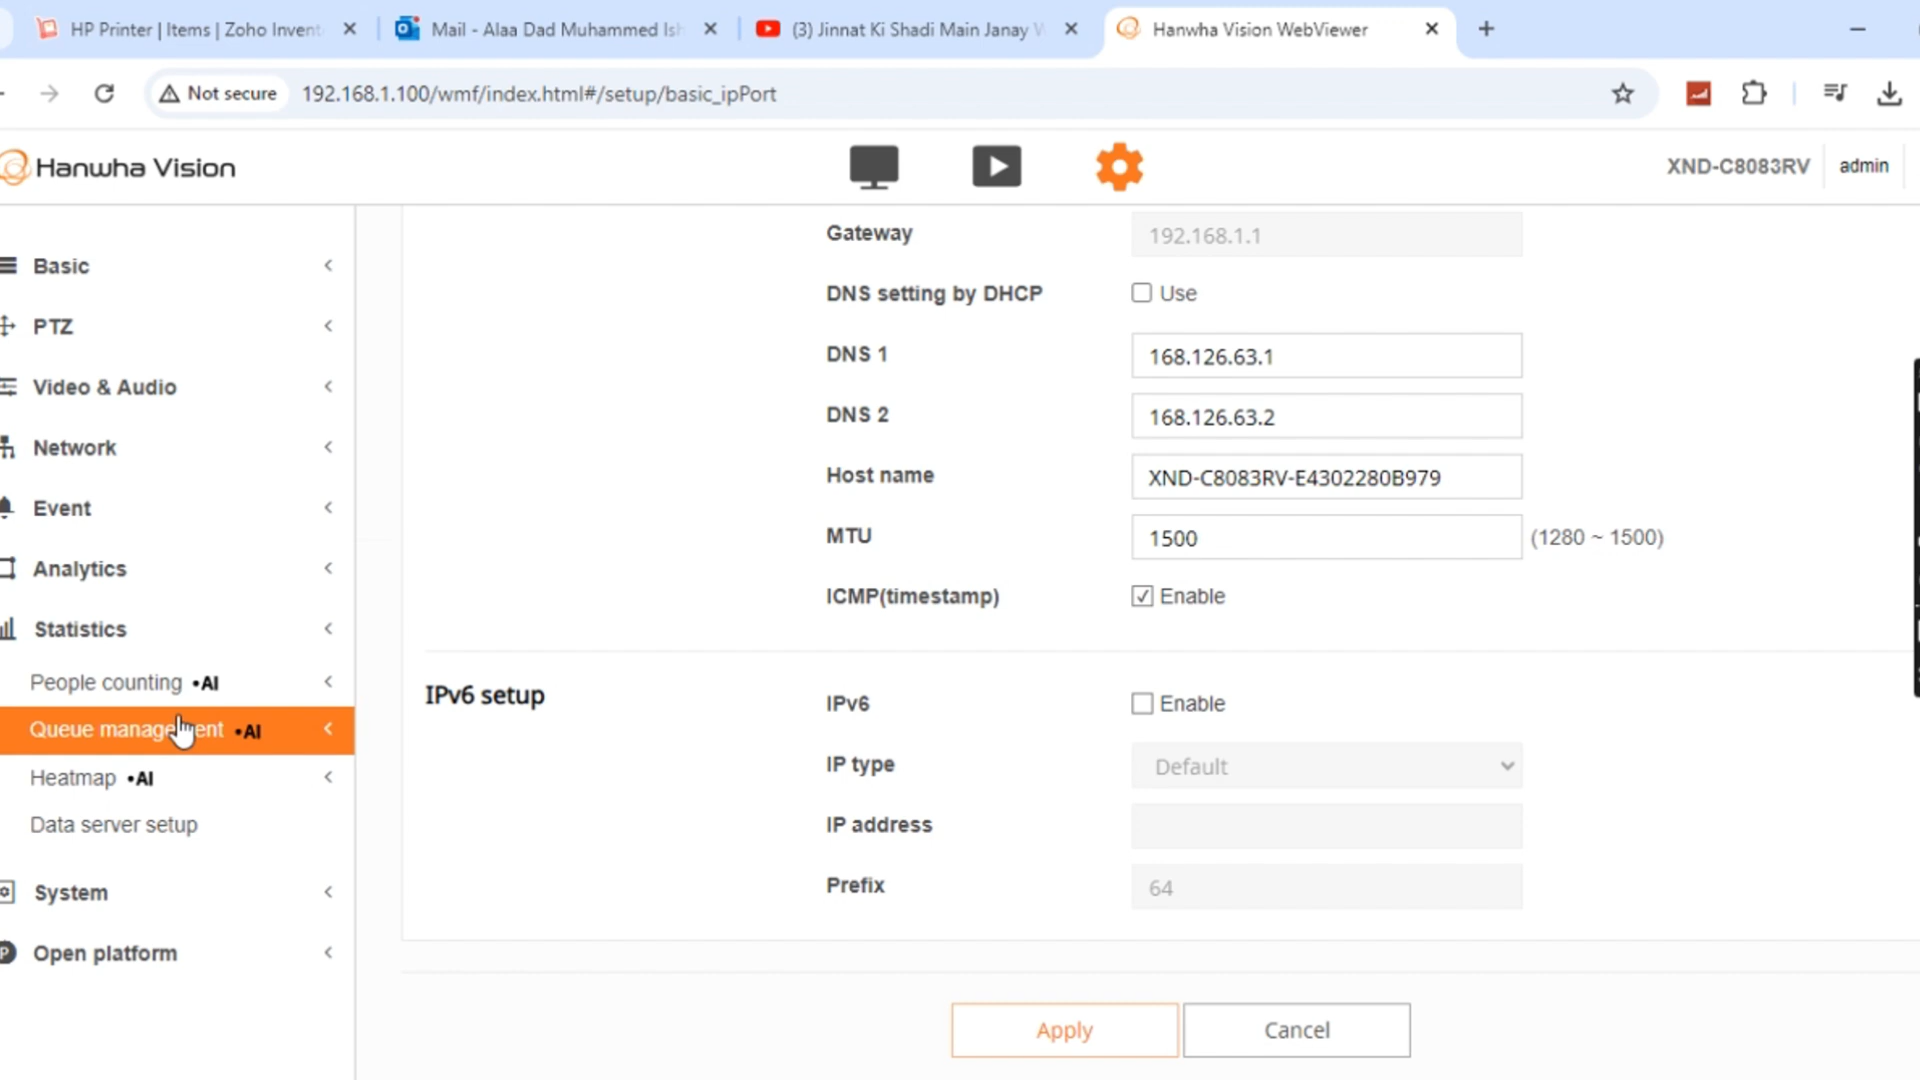 HP Printer | Items | Zoho Invent
Mail - Alaa Dad Muhammed Ish
(3) Jinnat Ki Shadi Main Janay W
Hanwha Vision WebViewer
Not secure
192.168.1.100/wmf/index.html#/setup/basic_ipPort
Hanwha Vision
XND-C8083RV
admin
Basic
PTZ
Video & Audio
Network
Event
Analytics
Statistics
People counting •AI
Queue management •AI
Heatmap •AI
Data server setup
System
Open platform
Gateway 192.168.1.1
DNS setting by DHCP Use
DNS 1 168.126.63.1
DNS 2 168.126.63.2
Host name XND-C8083RV-E4302280B979
MTU 1500 (1280 ~ 1500)
ICMP(timestamp) Enable
IPv6 setup
IPv6 Enable
IP type Default
IP address
Prefix 64
Apply Cancel